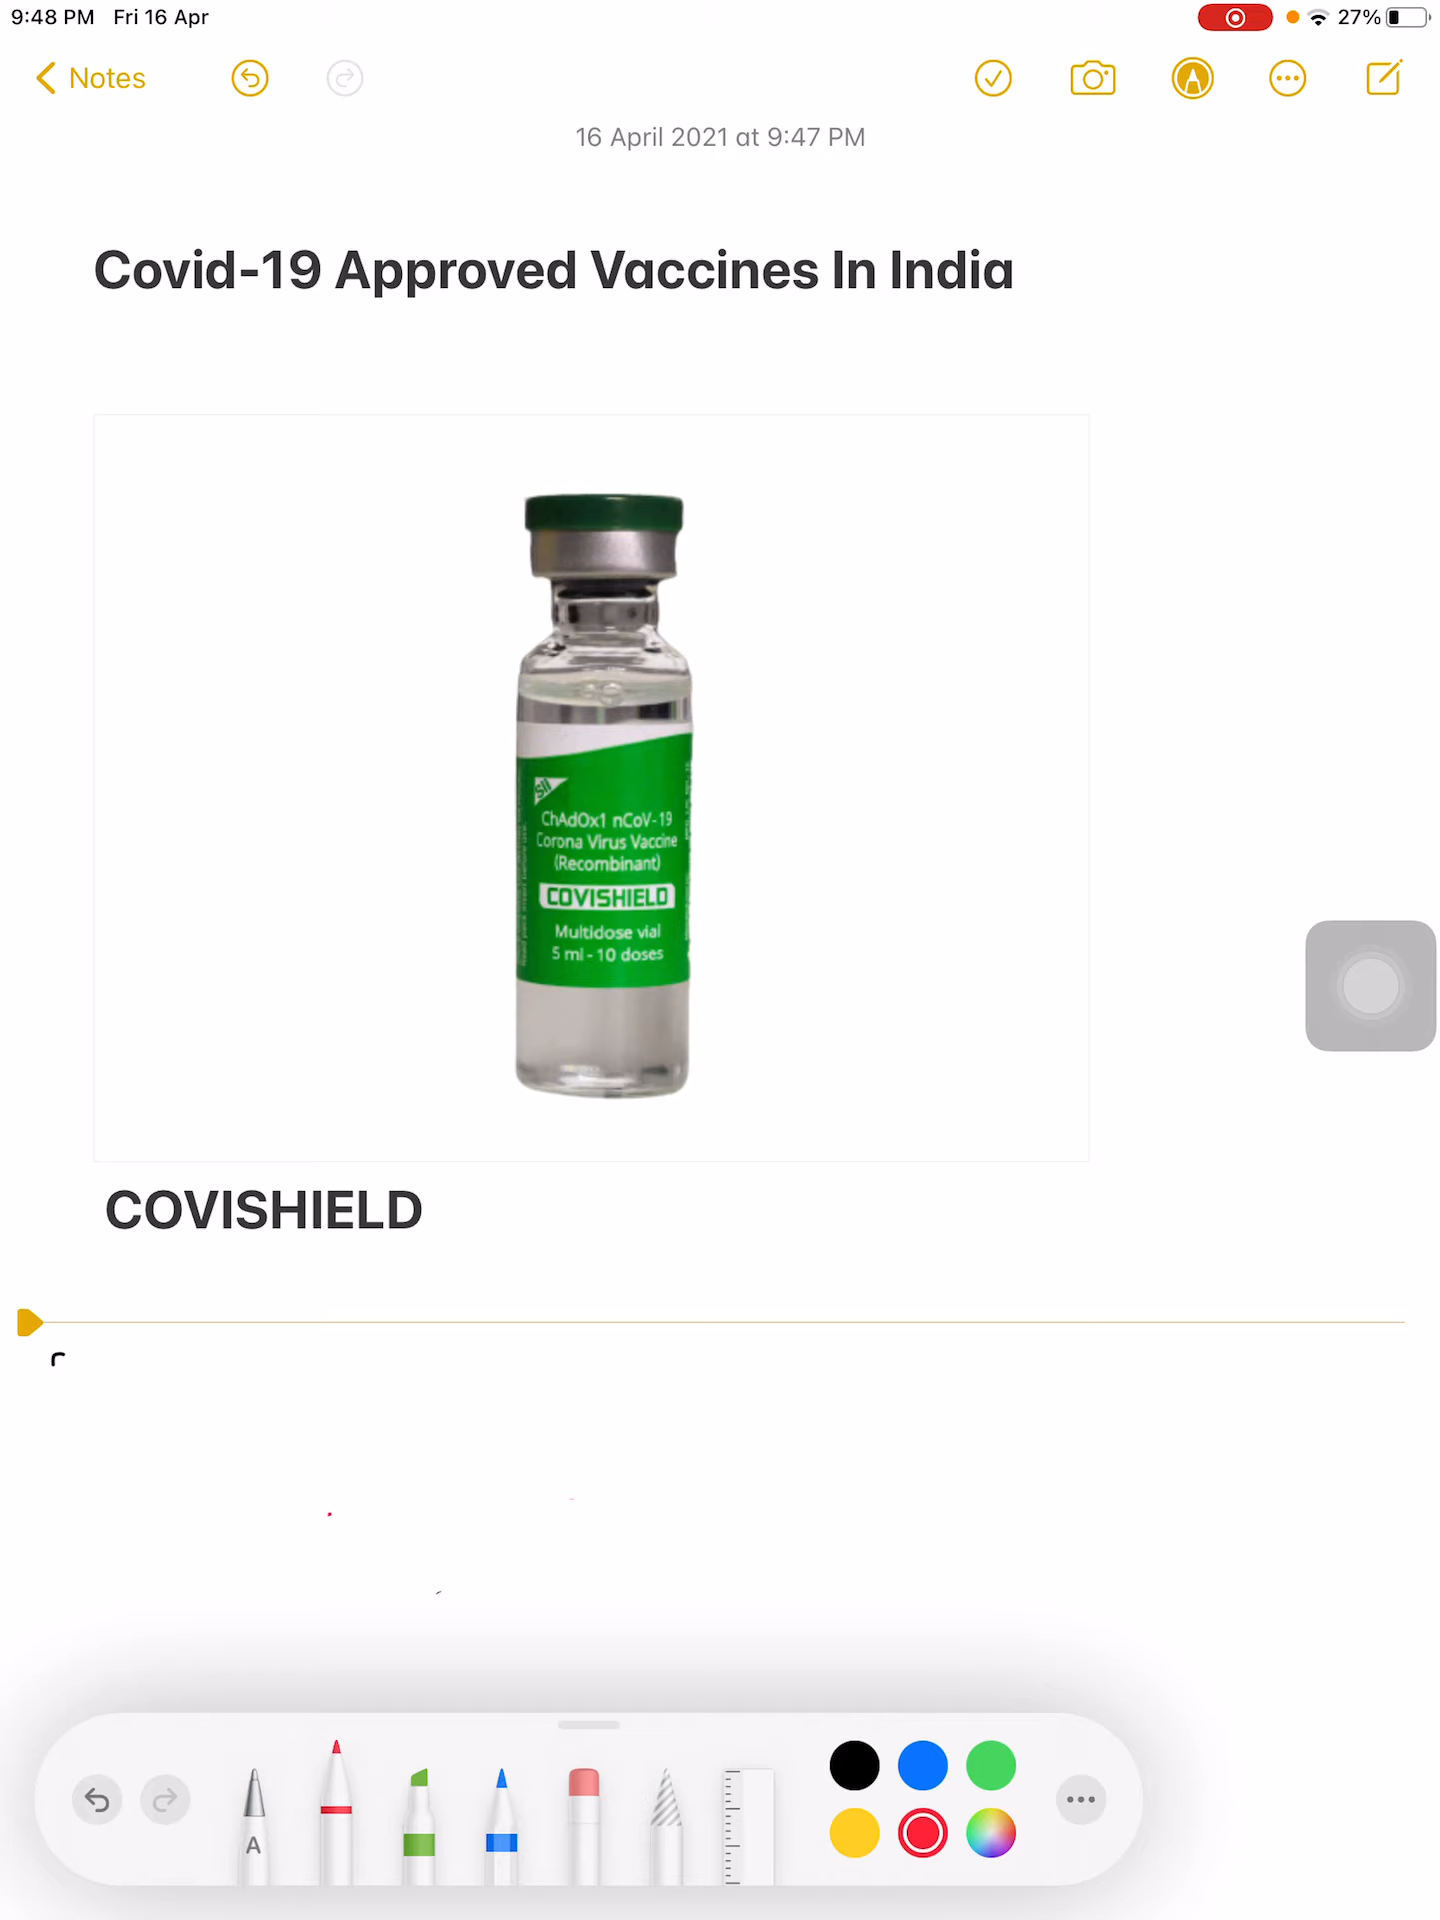 9:48 PM Fri 16 Apr
27%
Notes
16 April 2021 at 9:47 PM
Covid-19 Approved Vaccines In India
SII
ChAdOx1 nCoV-19
Corona Virus Vaccine
(Recombinant)
COVISHIELD
Multidose vial
5 ml - 10 doses
COVISHIELD
A